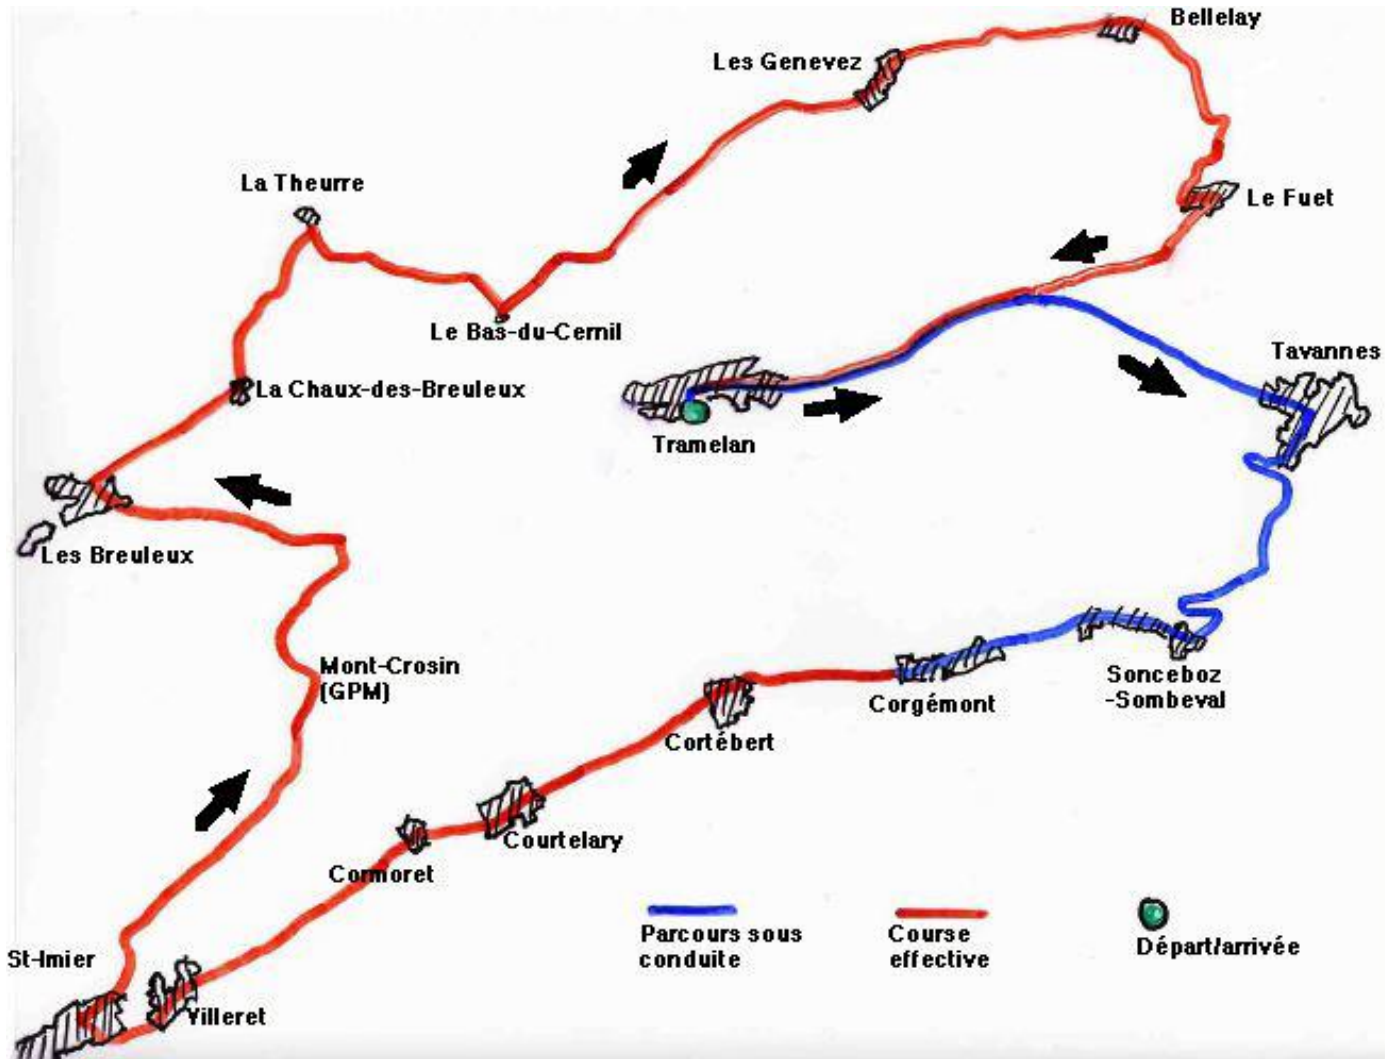 Bellelay
Les Genevez
La Theurre
Le Fuet
Le Bas-du-Cernil
Tavannes
La Chaux-des-Breuleux
Tramelan
Les Breuleux
Mont-Crosin
(GPM)
Sonceboz
-Sombeval
Corgémont
Cortébert
Courtelary
Cormoret
St-Imier
Villeret
Parcours sous
conduite
Course
effective
Départ/arrivée